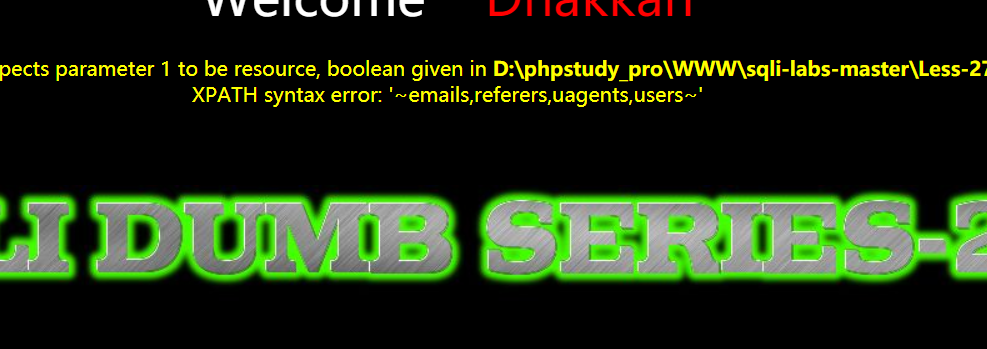 Welcome Dhakkan
pects parameter 1 to be resource, boolean given in D:\phpstudy_pro\WWW\sqli-labs-master\Less-27
XPATH syntax error: '~emails,referers,uagents,users~'
LI DUMB SERIES-2